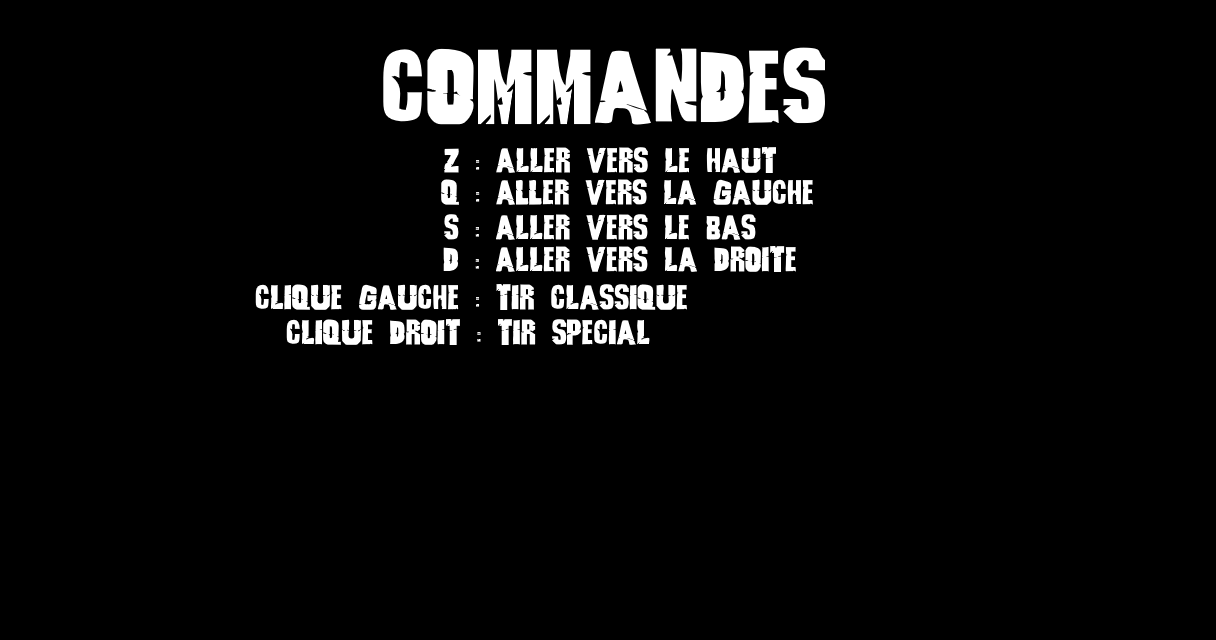 COMMANDES
Z : ALLER VERS LE HAUT
Q : ALLER VERS LA GAUCHE
S : ALLER VERS LE BAS
D : ALLER VERS LA DROITE
CLIQUE GAUCHE : TIR CLASSIQUE
CLIQUE DROIT : TIR SPECIAL